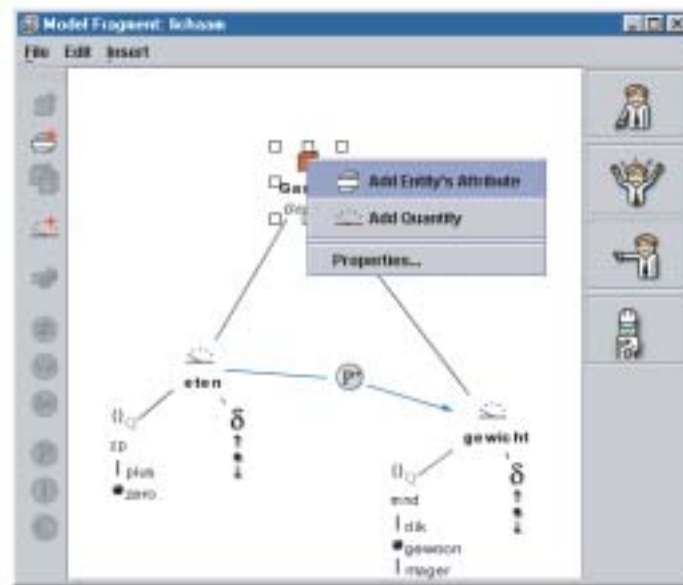 Model Fragment: lichaam
File Edit Insert
Add Entity's Attribute
Add Quantity
Properties...
eten
P+
zp
δ
plus
zero
gewicht
mnd
δ
dik
gewoon
mager